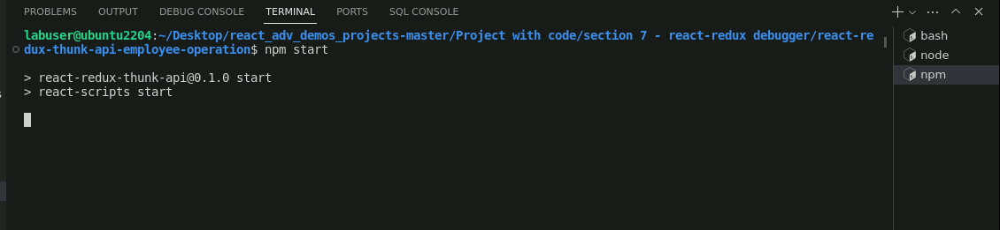 PROBLEMS OUTPUT DEBUG CONSOLE TERMINAL PORTS SQL CONSOLE
labuser@ubuntu2204:~/Desktop/react_adv_demos_projects-master/Project with code/section 7 - react-redux debugger/react-re
dux-thunk-api-employee-operation$ npm start
> react-redux-thunk-api@0.1.0 start
> react-scripts start
bash
node
npm